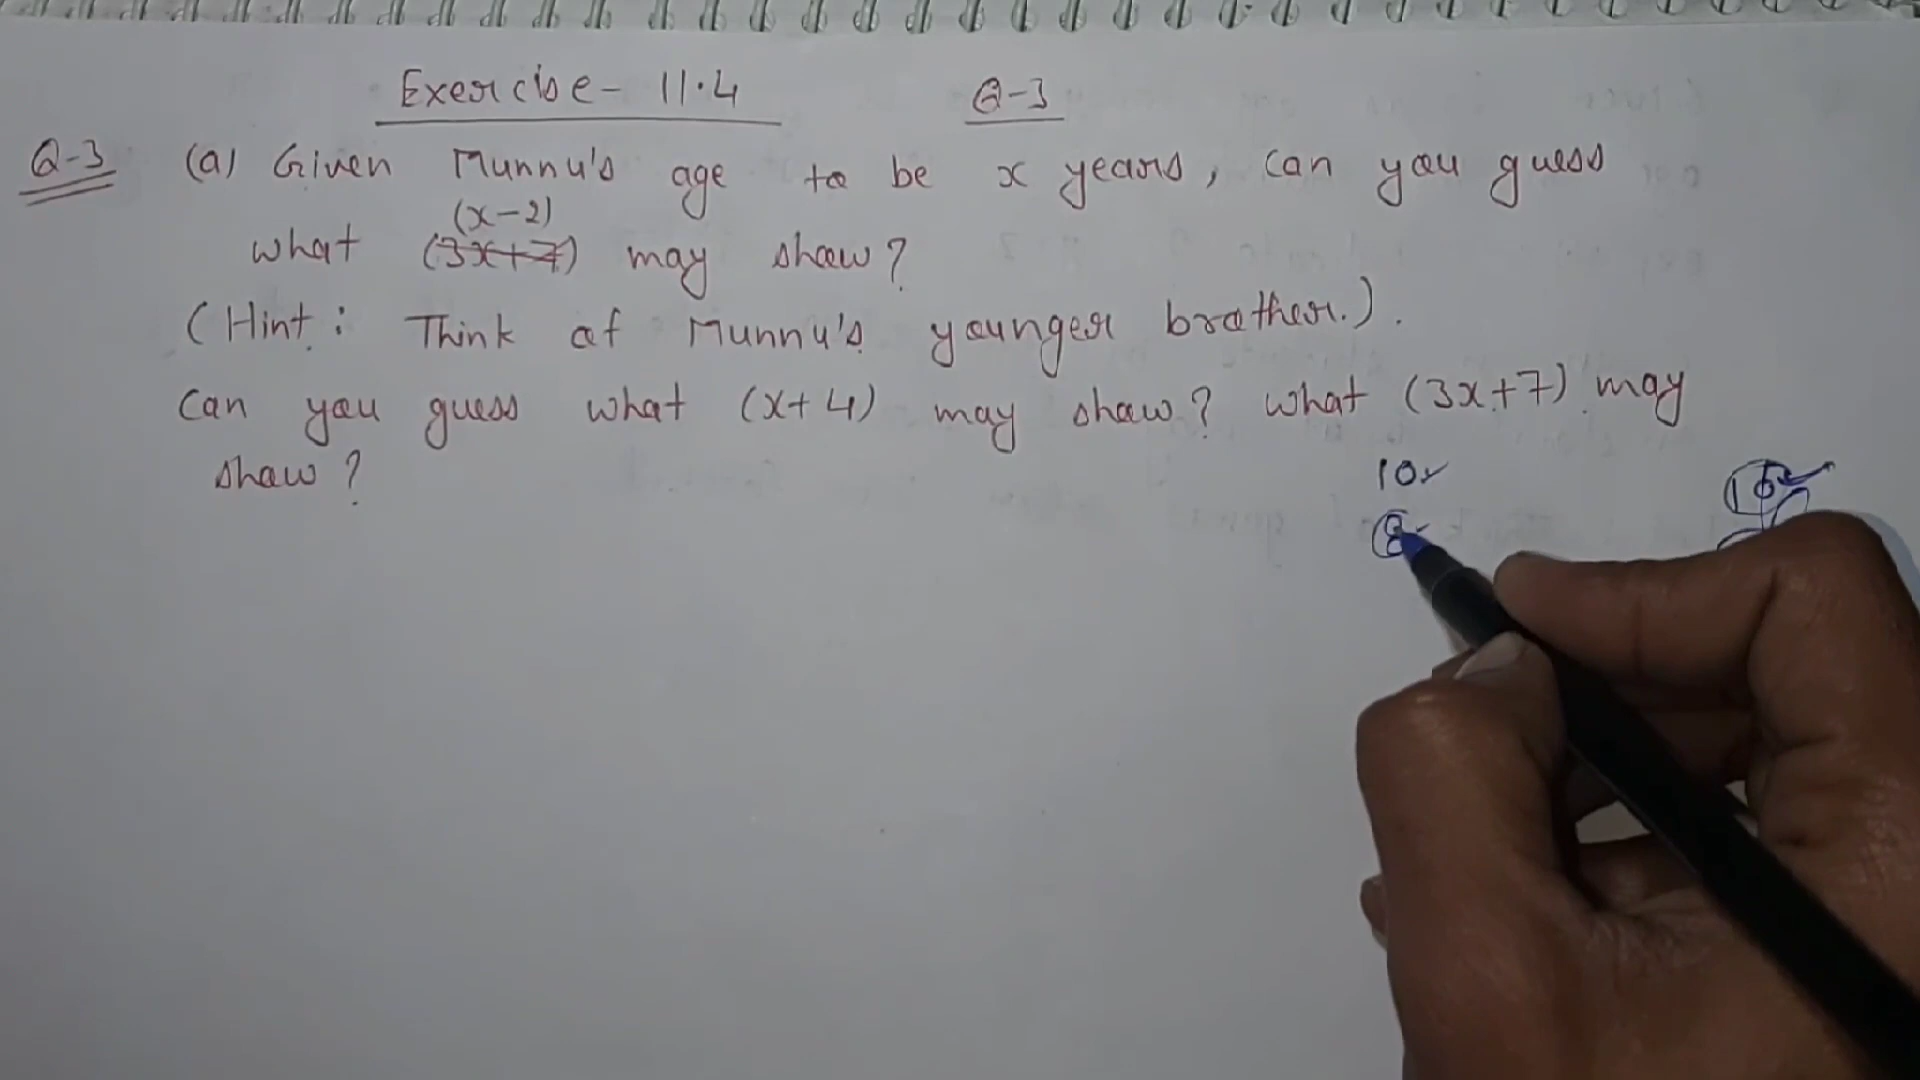 Exercise - 11.4 Q-3
Q-3 (a) Given Munnu's age to be x years, can you guess
(x-2)
what (3x+7) may show?
(Hint: Think of Munnu's younger brother.).
Can you guess what (x+4) may show? what (3x+7) may
show?
10
8